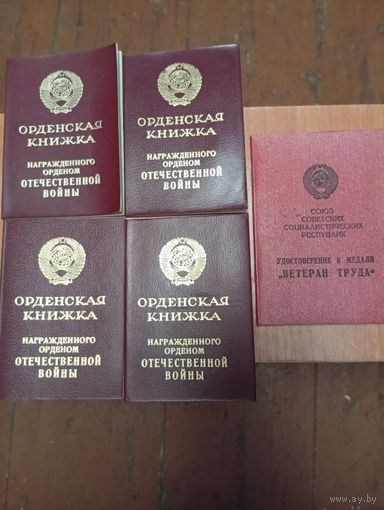 ОРДЕНСКАЯ
КНИЖКА
НАГРАЖДЕННОГО ОРДЕНОМ
ОТЕЧЕСТВЕННОЙ
ВОЙНЫ
ОРДЕНСКАЯ
КНИЖКА
НАГРАЖДЕННОГО ОРДЕНОМ
ОТЕЧЕСТВЕННОЙ
ВОЙНЫ
СОЮЗ
СОВЕТСКИХ
СОЦИАЛИСТИЧЕСКИХ
РЕСПУБЛИК
УДОСТОВЕРЕНИЕ К МЕДАЛИ
„ВЕТЕРАН ТРУДА“
ОРДЕНСКАЯ
КНИЖКА
НАГРАЖДЕННОГО
ОРДЕНОМ
ОТЕЧЕСТВЕННОЙ
ВОЙНЫ
ОРДЕНСКАЯ
КНИЖКА
НАГРАЖДЕННОГО
ОРДЕНОМ
ОТЕЧЕСТВЕННОЙ
ВОЙНЫ
www.ay.by